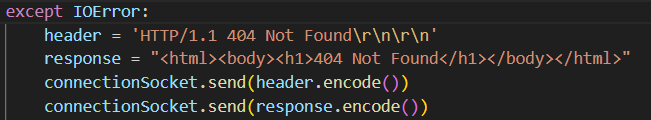 except IOError:
    header = 'HTTP/1.1 404 Not Found\r\n\r\n'
    response = "<html><body><h1>404 Not Found</h1></body></html>"
    connectionSocket.send(header.encode())
    connectionSocket.send(response.encode())